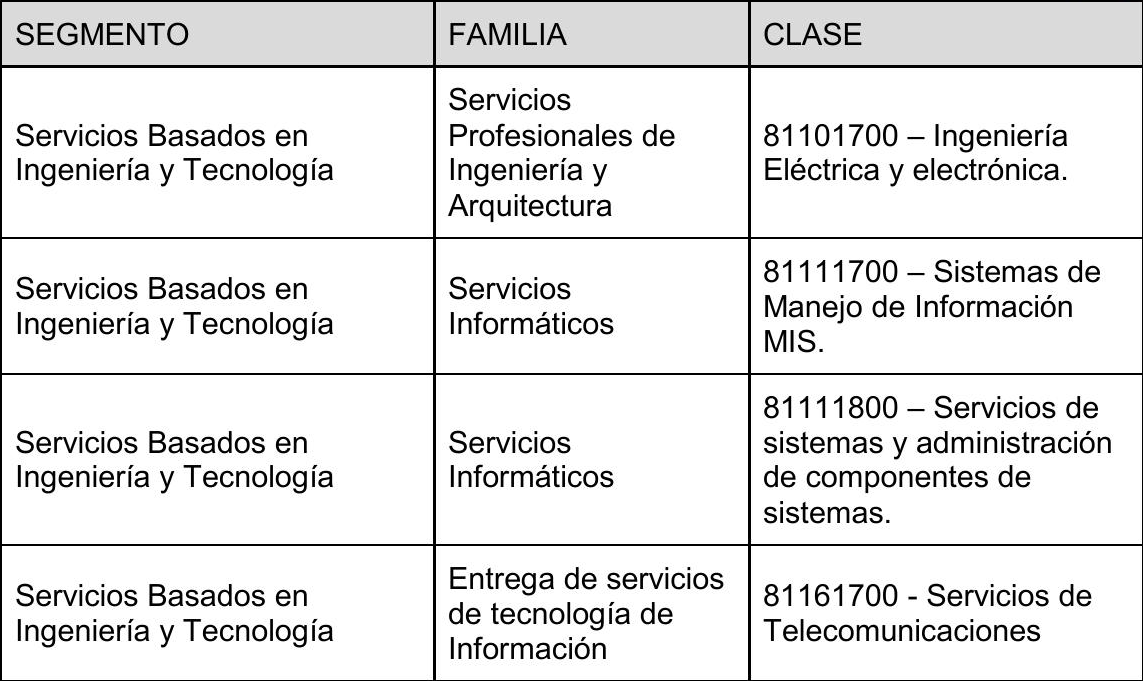 SEGMENTO
FAMILIA
CLASE
Servicios Basados en
Ingeniería y Tecnología
Servicios
Profesionales de
Ingeniería y
Arquitectura
81101700 – Ingeniería
Eléctrica y electrónica.
Servicios Basados en
Ingeniería y Tecnología
Servicios
Informáticos
81111700 – Sistemas de
Manejo de Información
MIS.
Servicios Basados en
Ingeniería y Tecnología
Servicios
Informáticos
81111800 – Servicios de
sistemas y administración
de componentes de
sistemas.
Servicios Basados en
Ingeniería y Tecnología
Entrega de servicios
de tecnología de
Información
81161700 - Servicios de
Telecomunicaciones